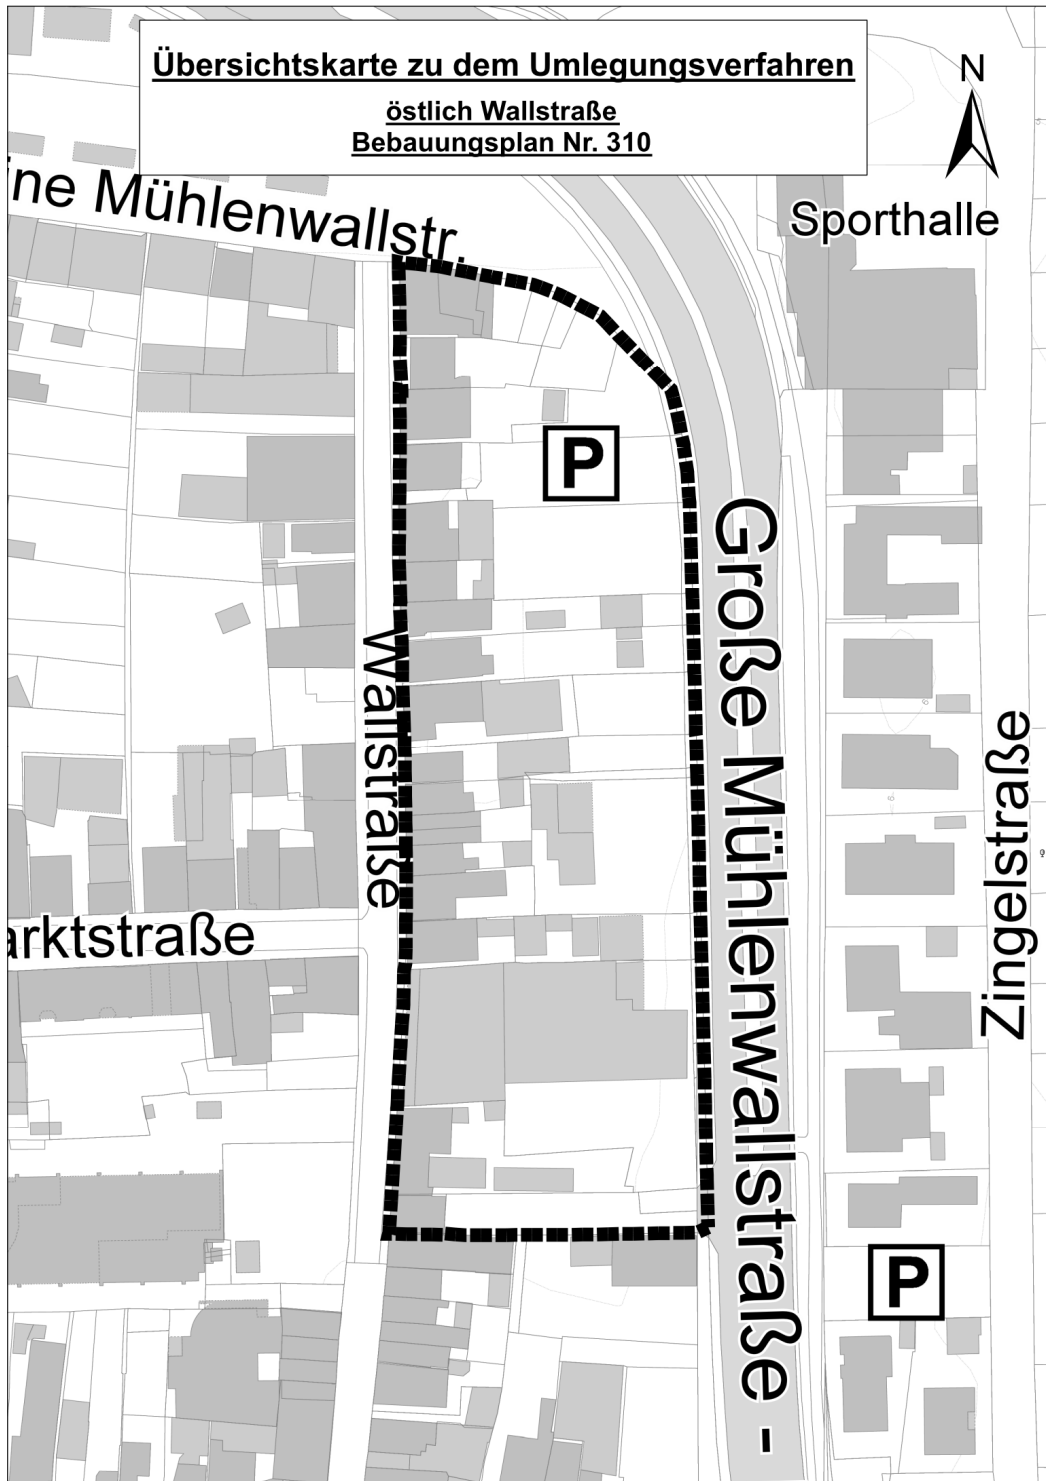 Übersichtskarte zu dem Umlegungsverfahren
östlich Wallstraße
Bebauungsplan Nr. 310
N
ine Mühlenwallstr.
Sporthalle
P
Große Mühlenwallstraße -
Wallstraße
Zingelstraße
arktstraße
P